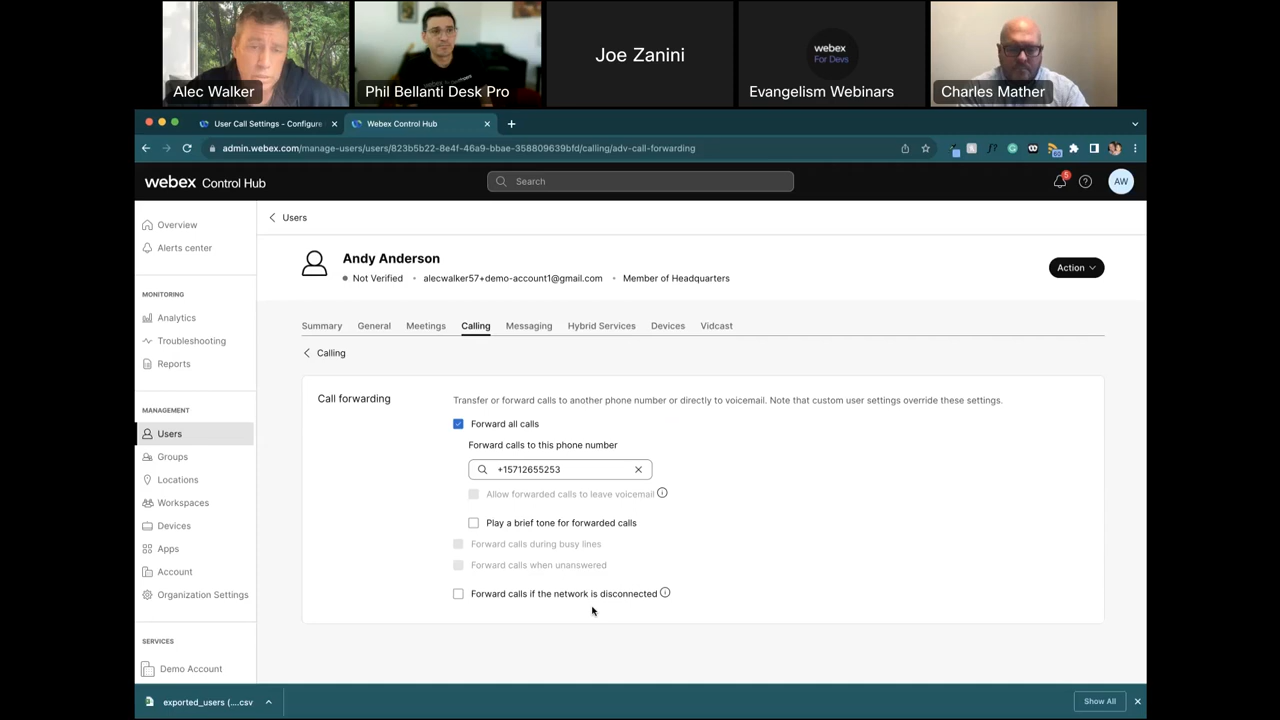 Alec Walker
Phil Bellanti Desk Pro
Joe Zanini
webex
For Devs
Evangelism Webinars
Charles Mather
User Call Settings - Configure
Webex Control Hub
admin.webex.com/manage-users/users/823b5b22-8e4f-46a9-bbae-358809639bfd/calling/adv-call-forwarding
webex Control Hub
Search
5
AW
Overview
Alerts center
MONITORING
Analytics
Troubleshooting
Reports
MANAGEMENT
Users
Groups
Locations
Workspaces
Devices
Apps
Account
Organization Settings
SERVICES
Demo Account
Users
Andy Anderson
Not Verified • alecwalker57+demo-account1@gmail.com • Member of Headquarters
Action
Summary General Meetings Calling Messaging Hybrid Services Devices Vidcast
Calling
Call forwarding
Transfer or forward calls to another phone number or directly to voicemail. Note that custom user settings override these settings.
Forward all calls
Forward calls to this phone number
+15712655253
Allow forwarded calls to leave voicemail
Play a brief tone for forwarded calls
Forward calls during busy lines
Forward calls when unanswered
Forward calls if the network is disconnected
exported_users (....csv
Show All